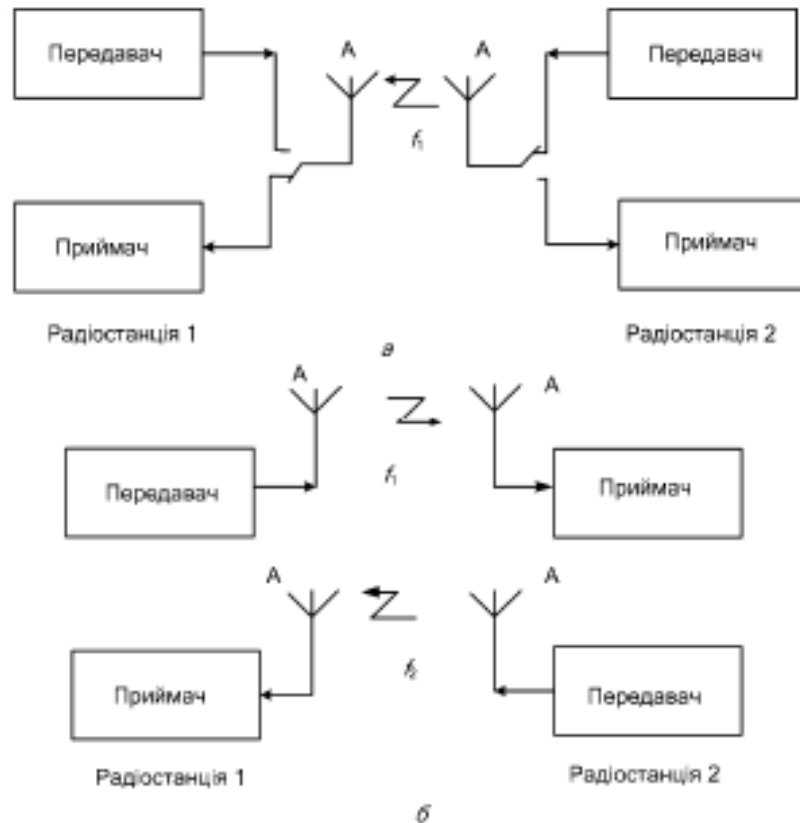 Передавач
А
А
Передавач
f₁
Приймач
Приймач
Радіостанція 1
Радіостанція 2
а
А
А
Передавач
f₁
Приймач
А
А
Приймач
f₂
Передавач
Радіостанція 1
Радіостанція 2
б